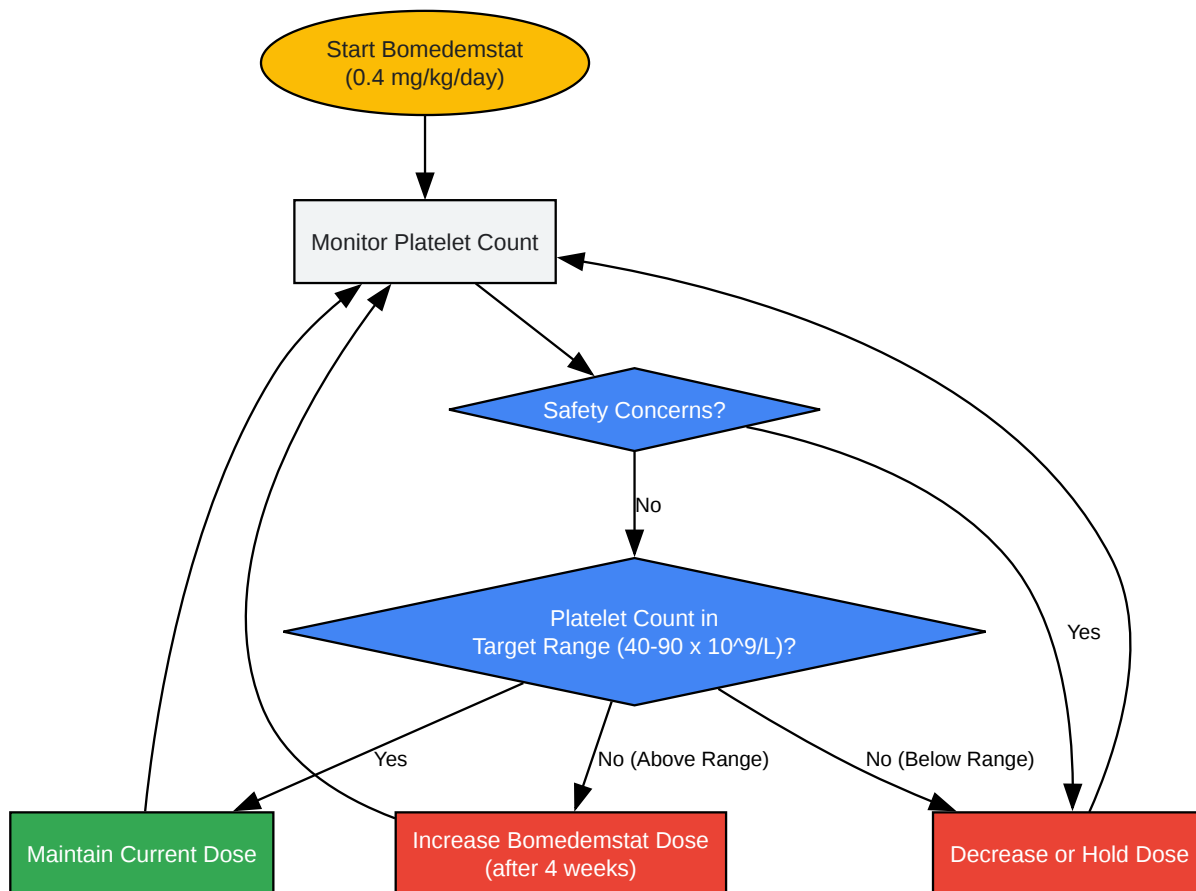 Start Bomedemstat
(0.4 mg/kg/day)
Monitor Platelet Count
Safety Concerns?
No
Platelet Count in
Target Range (40-90 x 10^9/L)?
Yes
Yes
No (Above Range)
No (Below Range)
Maintain Current Dose
Increase Bomedemstat Dose
(after 4 weeks)
Decrease or Hold Dose